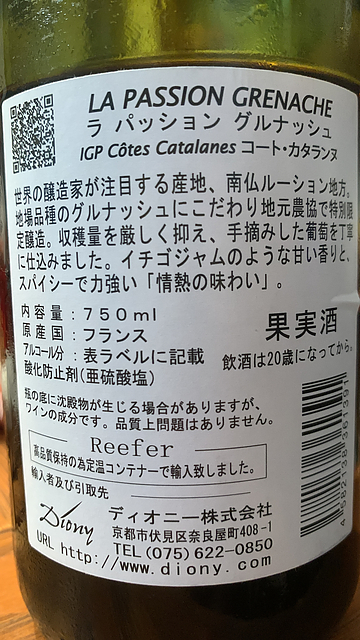 LA PASSION GRENACHE
ラ パッション グルナッシュ
IGP Côtes Catalanes コート・カタランヌ
世界の醸造家が注目する産地、南仏ルーション地方。
地場品種のグルナッシュにこだわり地元農協で特別限
定醸造。収穫量を厳しく抑え、手摘みした葡萄を丁寧
に仕込みました。イチゴジャムのような甘い香りと、
スパイシーで力強い「情熱の味わい」。
内容量:750ml
原産国:フランス
アルコール分:表ラベルに記載
酸化防止剤(亜硫酸塩)
果実酒
飲酒は20歳になってから。
瓶の底に沈殿物が生じる場合がありますが、
ワインの成分です。品質上問題はありません。
Reefer
高品質保持の為定温コンテナーで輸入致しました。
輸入者及び引取先
Diony
ディオニー株式会社
京都市伏見区奈良屋町408-1
TEL(075)622-0850
URL http://www.diony.com